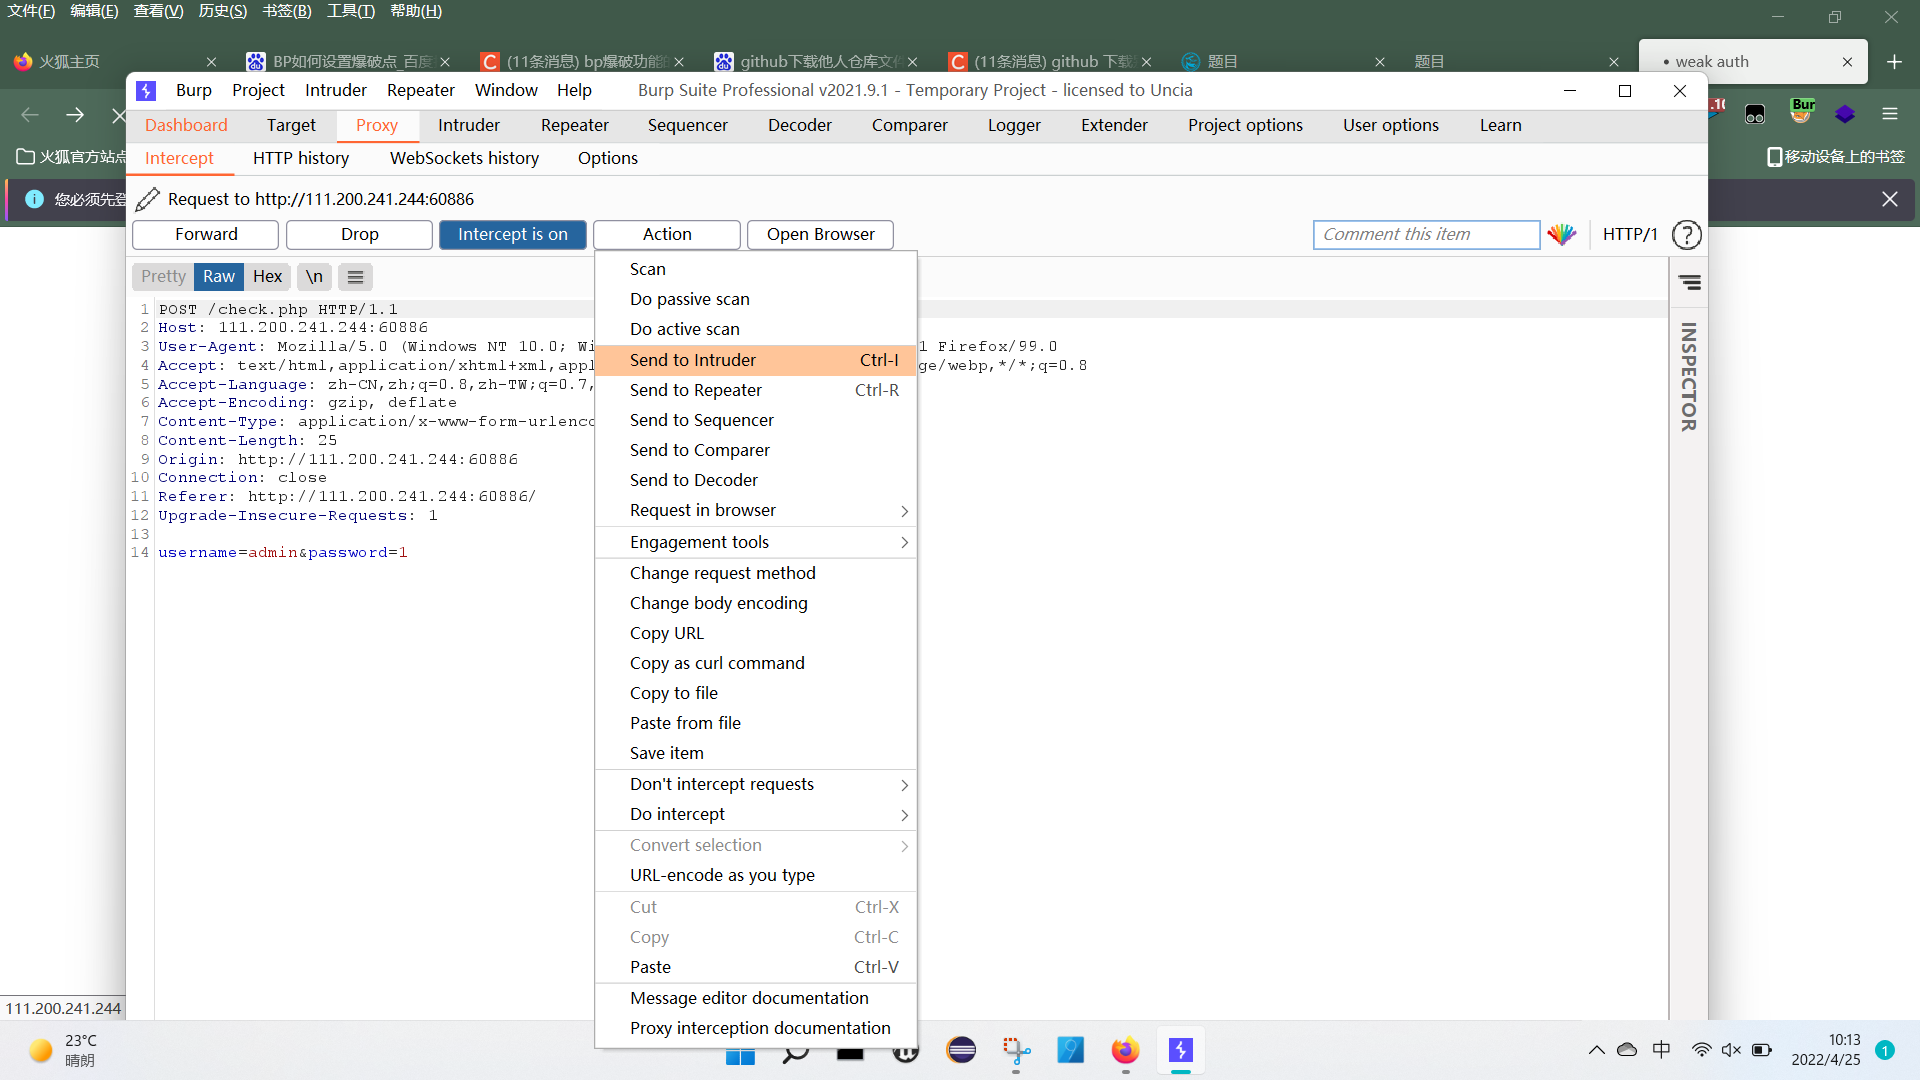 文件(F) 编辑(E) 查看(V) 历史(S) 书签(B) 工具(T) 帮助(H)
火狐主页
BP如何设置爆破点_百度
(11条消息) bp爆破功能
github下载他人仓库文件
(11条消息) github 下载
题目
题目
• weak auth
Burp Project Intruder Repeater Window Help
Burp Suite Professional v2021.9.1 - Temporary Project - licensed to Uncia
Dashboard Target Proxy Intruder Repeater Sequencer Decoder Comparer Logger Extender Project options User options Learn
Bur
火狐官方站点
Intercept HTTP history WebSockets history Options
移动设备上的书签
您必须先登
Request to http://111.200.241.244:60886
Forward Drop Intercept is on Action Open Browser
Comment this item
HTTP/1
?
Pretty Raw Hex \n
1 POST /check.php HTTP/1.1
2 Host: 111.200.241.244:60886
3 User-Agent: Mozilla/5.0 (Windows NT 10.0; Wi
1 Firefox/99.0
4 Accept: text/html,application/xhtml+xml,appl
ge/webp,*/*;q=0.8
5 Accept-Language: zh-CN,zh;q=0.8,zh-TW;q=0.7,
6 Accept-Encoding: gzip, deflate
7 Content-Type: application/x-www-form-urlenco
8 Content-Length: 25
9 Origin: http://111.200.241.244:60886
10 Connection: close
11 Referer: http://111.200.241.244:60886/
12 Upgrade-Insecure-Requests: 1
13
14 username=admin&password=1
INSPECTOR
Scan
Do passive scan
Do active scan
Send to Intruder Ctrl-I
Send to Repeater Ctrl-R
Send to Sequencer
Send to Comparer
Send to Decoder
Request in browser
Engagement tools
Change request method
Change body encoding
Copy URL
Copy as curl command
Copy to file
Paste from file
Save item
Don't intercept requests
Do intercept
Convert selection
URL-encode as you type
Cut Ctrl-X
Copy Ctrl-C
Paste Ctrl-V
Message editor documentation
Proxy interception documentation
111.200.241.244
23°C
晴朗
中
10:13
2022/4/25
1